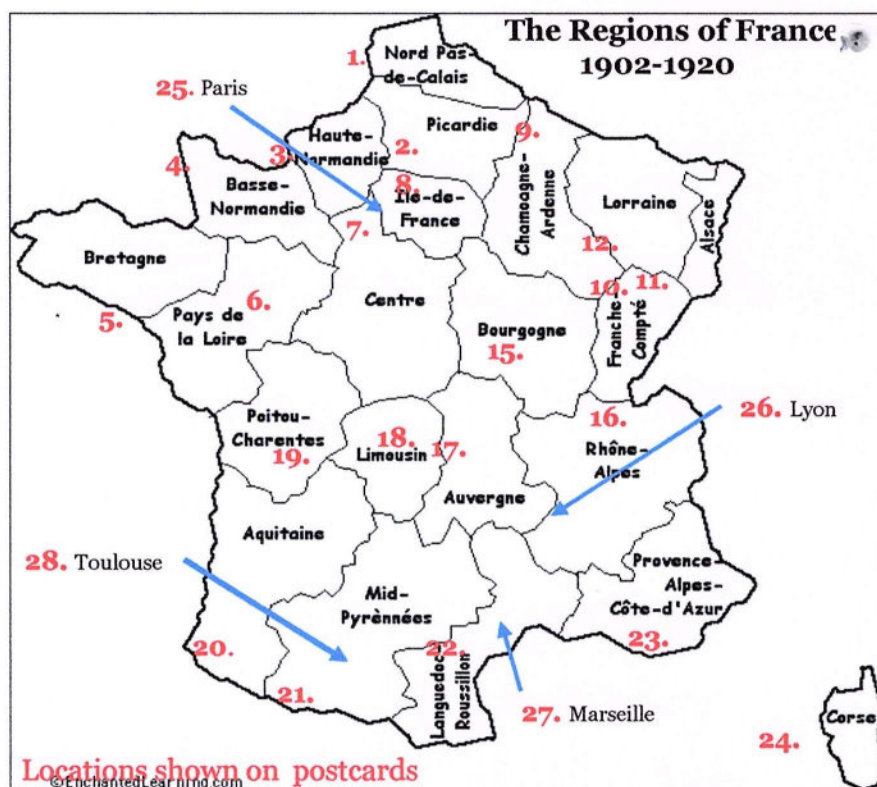 The Regions of France
1902-1920
1.
Nord Pas-
de-Calais
25. Paris
Picardie
9.
2.
3.
Haute-
Normandie
4.
8.
Île-de-
France
Basse-
Normandie
Chamoagne-
Ardenne
Lorraine
Alsace
7.
12.
Bretagne
10.
11.
6.
5.
Pays de
la Loire
Centre
Bourgogne
15.
Franche-
Compté
Poitou-
Charentes
19.
18.
Limousin
17.
16.
26. Lyon
Rhône-
Alpes
Auvergne
Aquitaine
28. Toulouse
Mid-
Pyrènnées
Provence
Alpes-
Côte-d'Azur
20.
22.
23.
Languedoc
Roussillon
21.
27. Marseille
24.
Corse
Locations shown on postcards
©EnchantedLearning.com